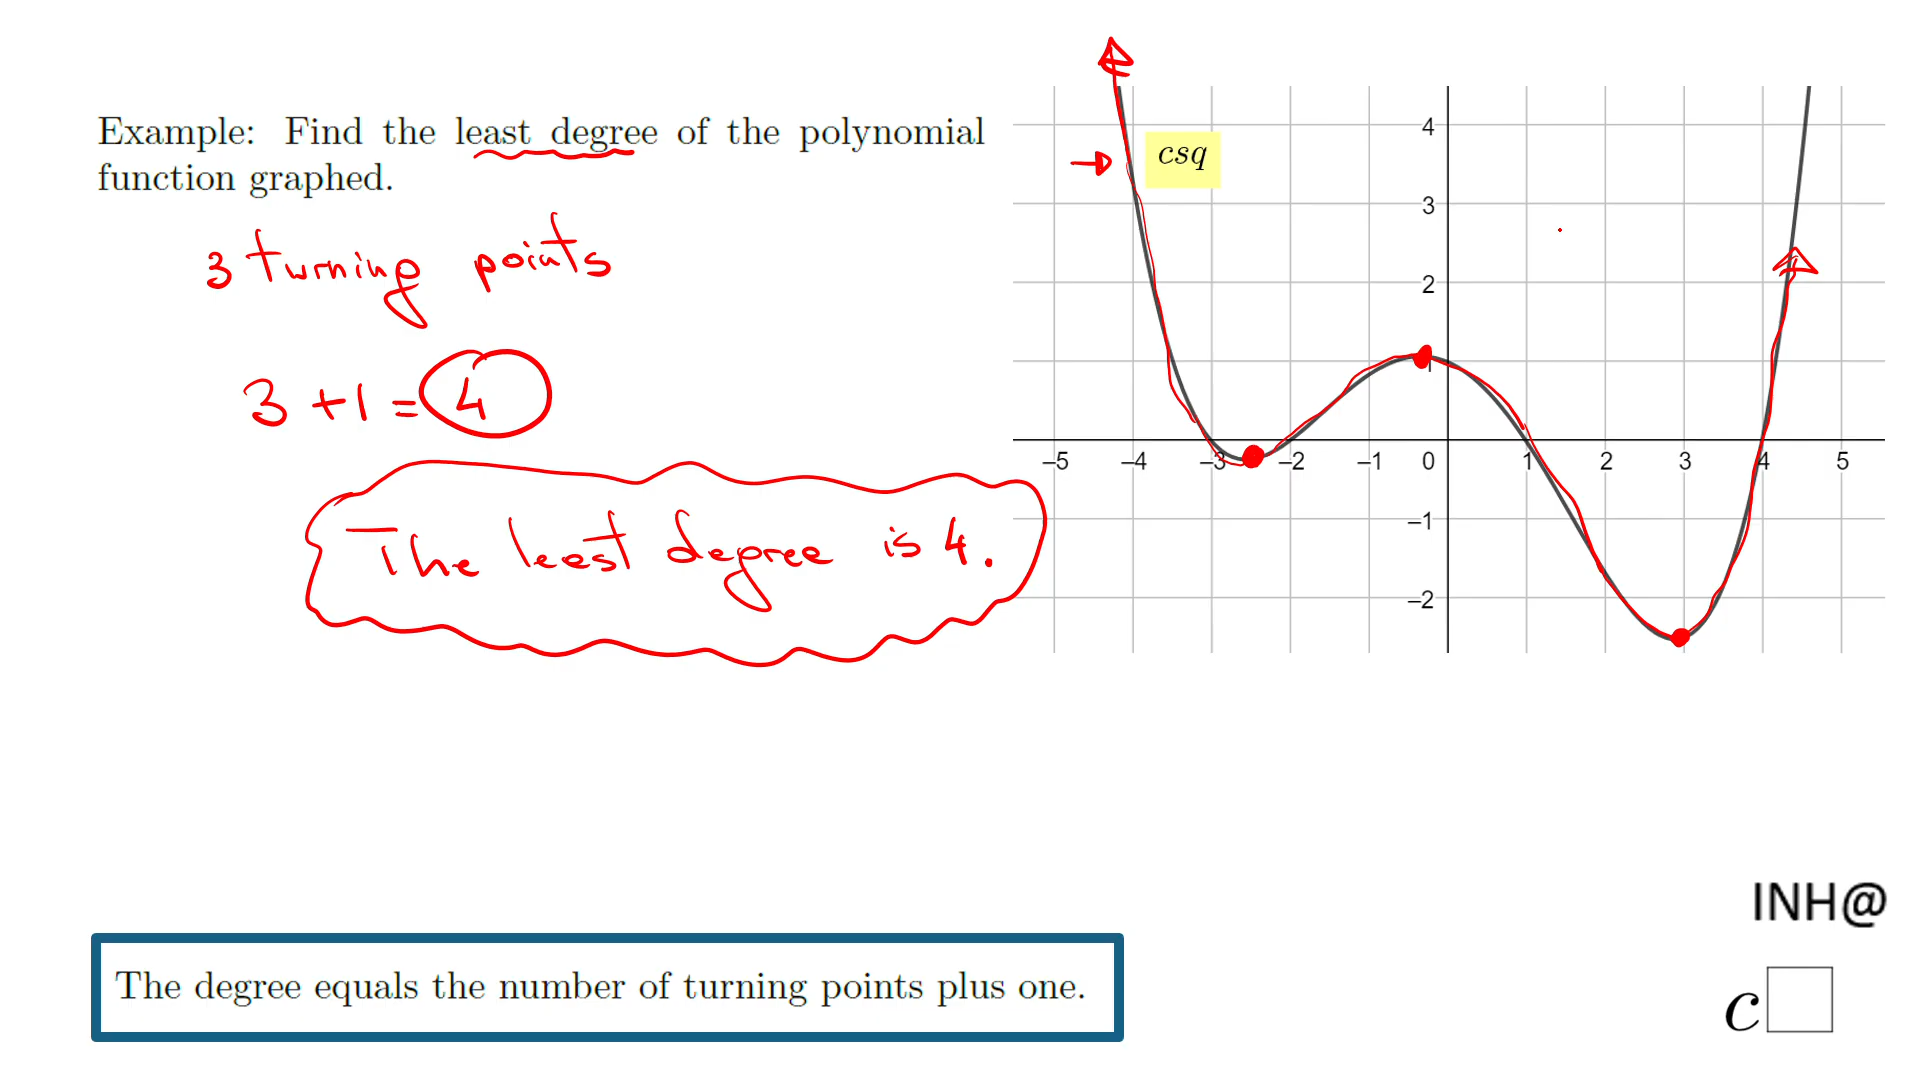 Example: Find the least degree of the polynomial
function graphed.
3 turning points
3 + 1 = 4
The least degree is 4.
csq
4
3
2
1
–5 –4 –3 –2 –1 0 1 2 3 4 5
–1
–2
INH@
The degree equals the number of turning points plus one.
c